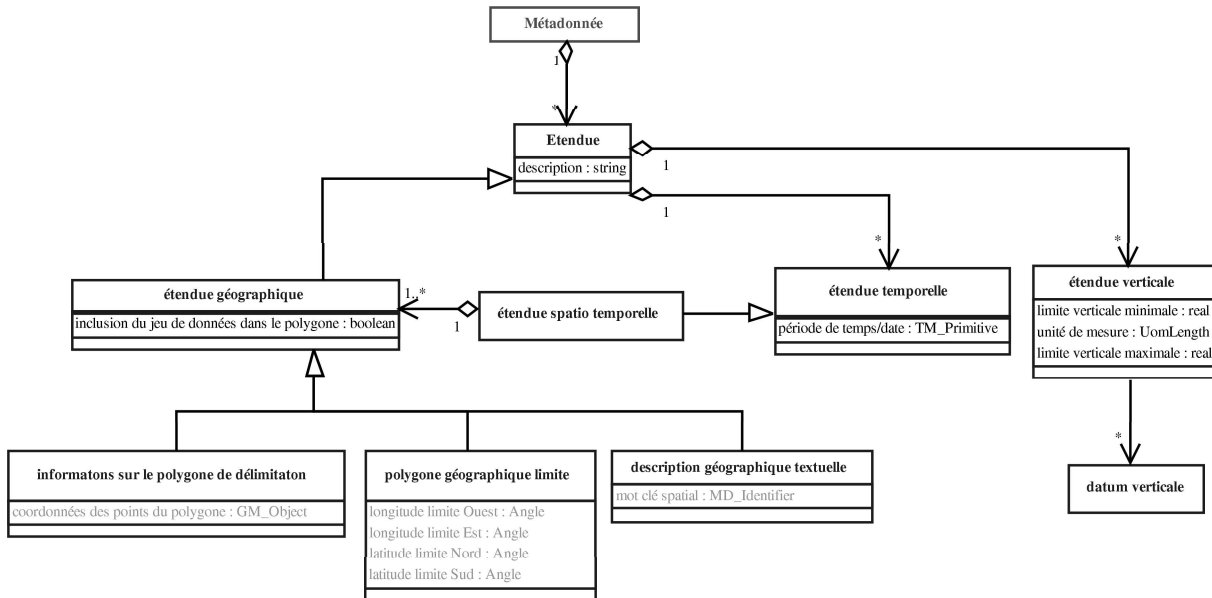 Métadonnée
1
*
Etendue
description : string
1
1
*
*
étendue géographique
inclusion du jeu de données dans le polygone : boolean
1..*
1
étendue spatio temporelle
étendue temporelle
période de temps/date : TM_Primitive
étendue verticale
limite verticale minimale : real
unité de mesure : UomLength
limite verticale maximale : real
*
informatons sur le polygone de délimitaton
coordonnées des points du polygone : GM_Object
polygone géographique limite
longitude limite Ouest : Angle
longitude limite Est : Angle
latitude limite Nord : Angle
latitude limite Sud : Angle
description géographique textuelle
mot clé spatial : MD_Identifier
datum verticale